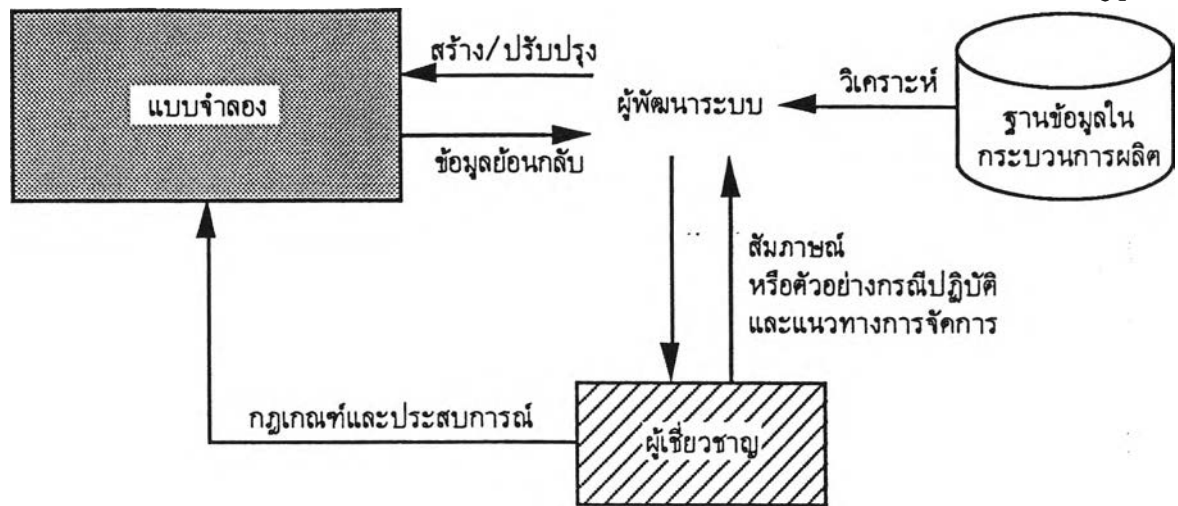 สร้าง/ปรับปรุง
แบบจำลอง
ผู้พัฒนาระบบ
วิเคราะห์
ฐานข้อมูลใน
กระบวนการผลิต
ข้อมูลย้อนกลับ
สัมภาษณ์
หรือตัวอย่างกรณีปฏิบัติ
และแนวทางการจัดการ
กฎเกณฑ์และประสบการณ์
ผู้เชี่ยวชาญ